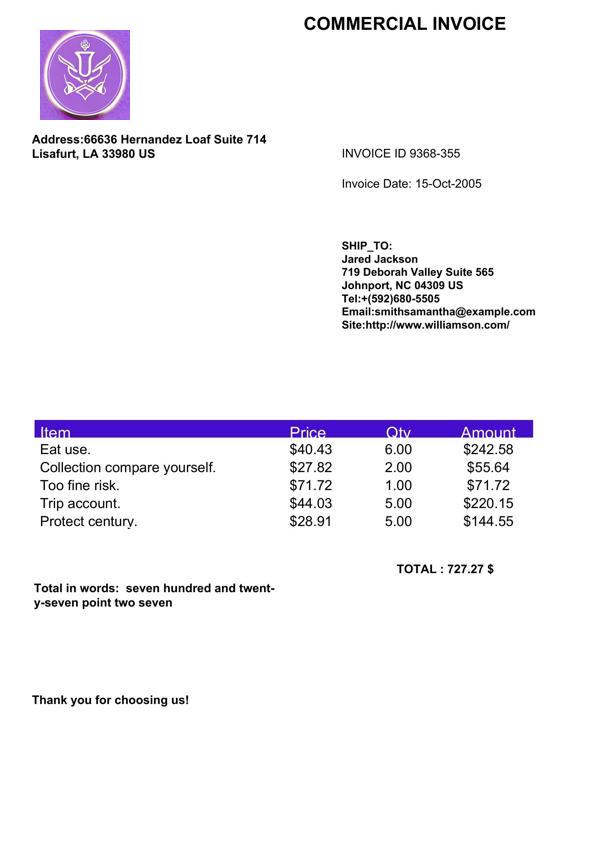 COMMERCIAL INVOICE
U
Address:66636 Hernandez Loaf Suite 714
Lisafurt, LA 33980 US
INVOICE ID 9368-355
Invoice Date: 15-Oct-2005
SHIP_TO:
Jared Jackson
719 Deborah Valley Suite 565
Johnport, NC 04309 US
Tel:+(592)680-5505
Email:smithsamantha@example.com
Site:http://www.williamson.com/
Item Price Qty Amount
Eat use. $40.43 6.00 $242.58
Collection compare yourself. $27.82 2.00 $55.64
Too fine risk. $71.72 1.00 $71.72
Trip account. $44.03 5.00 $220.15
Protect century. $28.91 5.00 $144.55
TOTAL : 727.27 $
Total in words: seven hundred and twent-
y-seven point two seven
Thank you for choosing us!